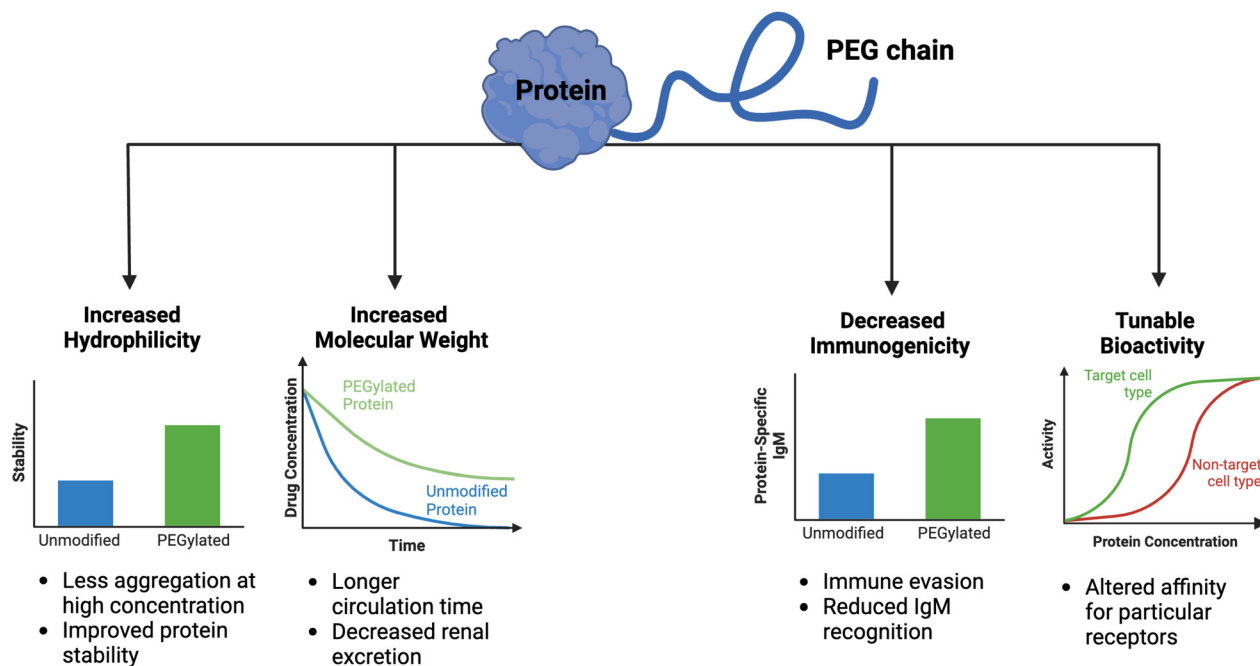 Protein
PEG chain
Increased
Hydrophilicity
Stability
Unmodified
PEGylated
• Less aggregation at
high concentration
• Improved protein
stability
Increased
Molecular Weight
Drug Concentration
PEGylated
Protein
Unmodified
Protein
Time
• Longer
circulation time
• Decreased renal
excretion
Decreased
Immunogenicity
Protein-Specific
IgM
Unmodified
PEGylated
• Immune evasion
• Reduced IgM
recognition
Tunable
Bioactivity
Activity
Target cell
type
Non-target
cell type
Protein Concentration
• Altered affinity
for particular
receptors